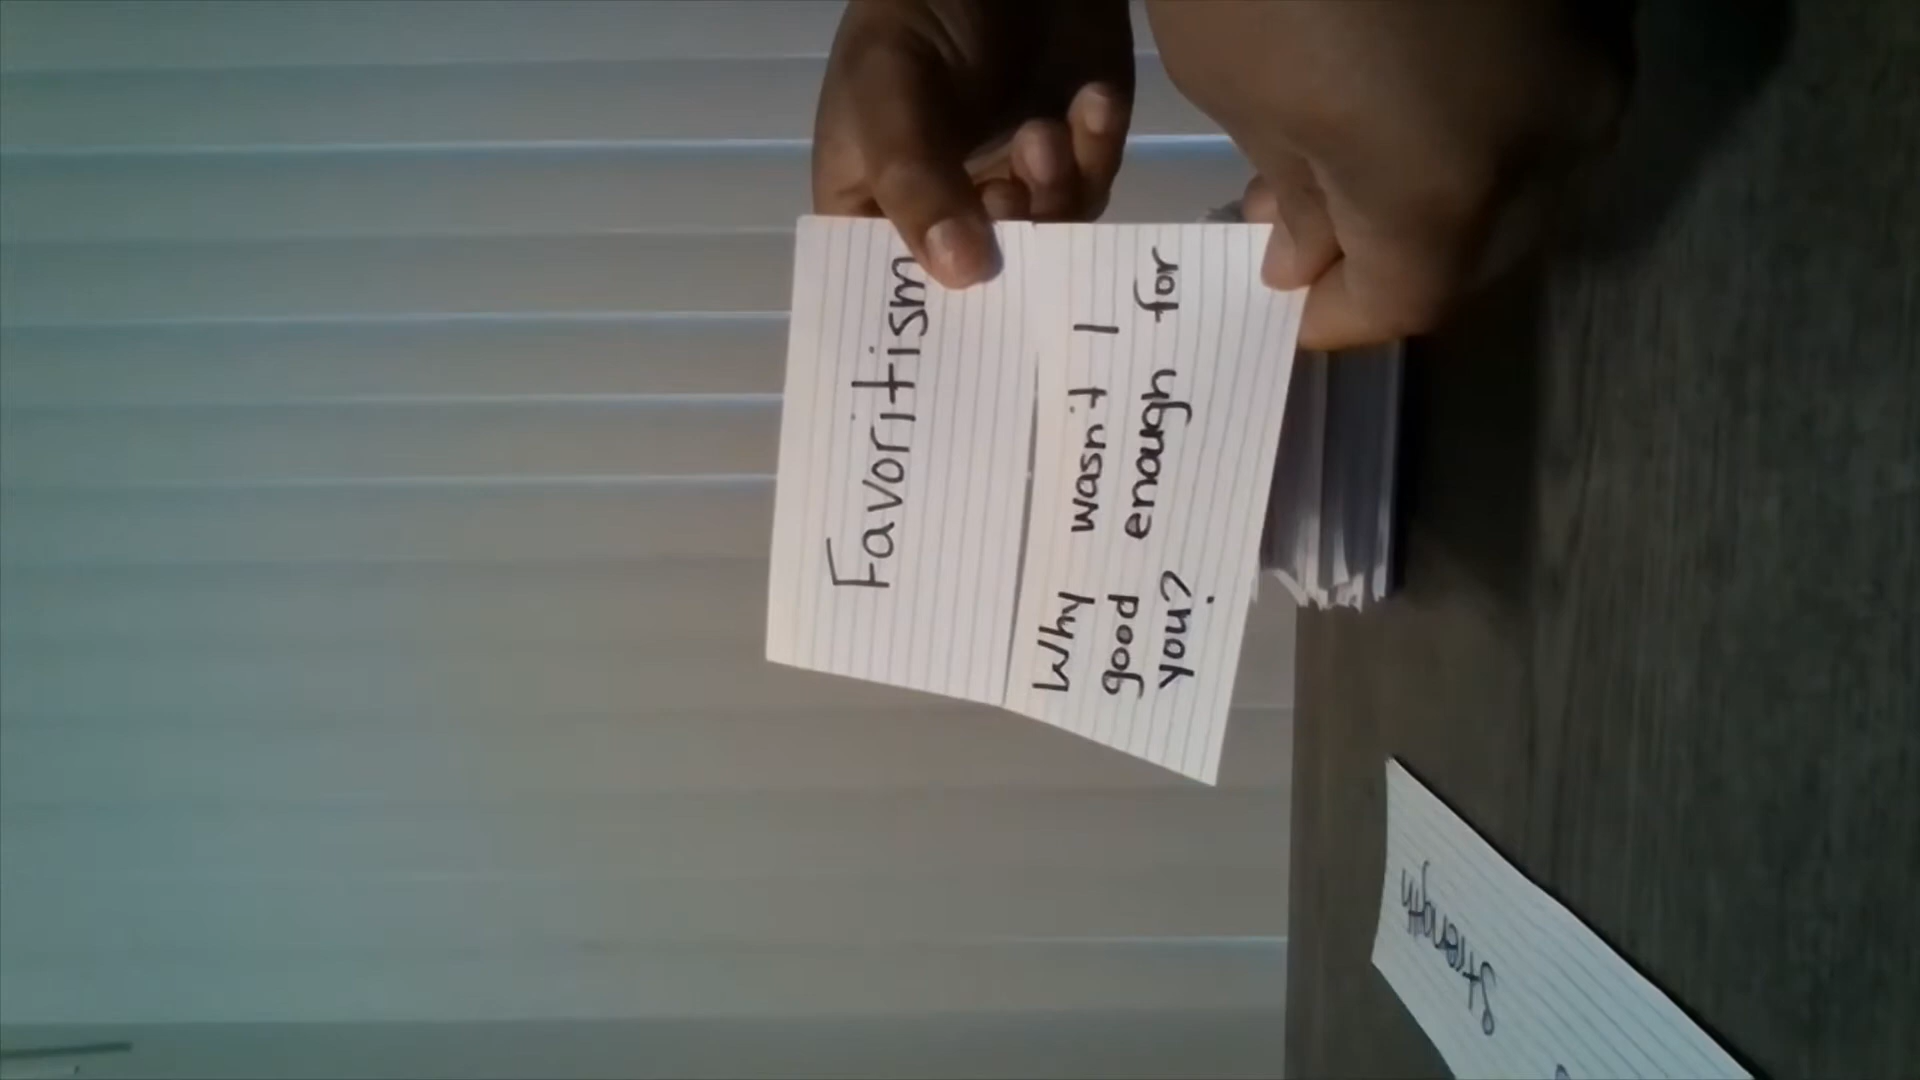 Favoritism
Why wasn't I
good enough for
you?
Strength